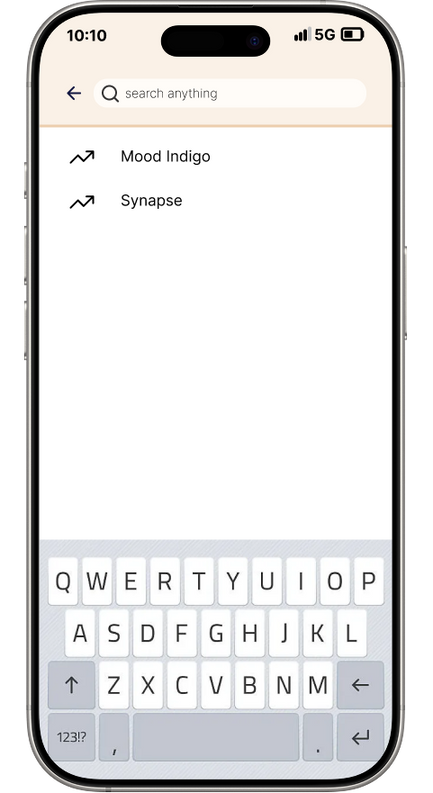 10:10 5G
search anything
Mood Indigo
Synapse
Q W E R T Y U I O P
A S D F G H J K L
Z X C V B N M
123!? , .